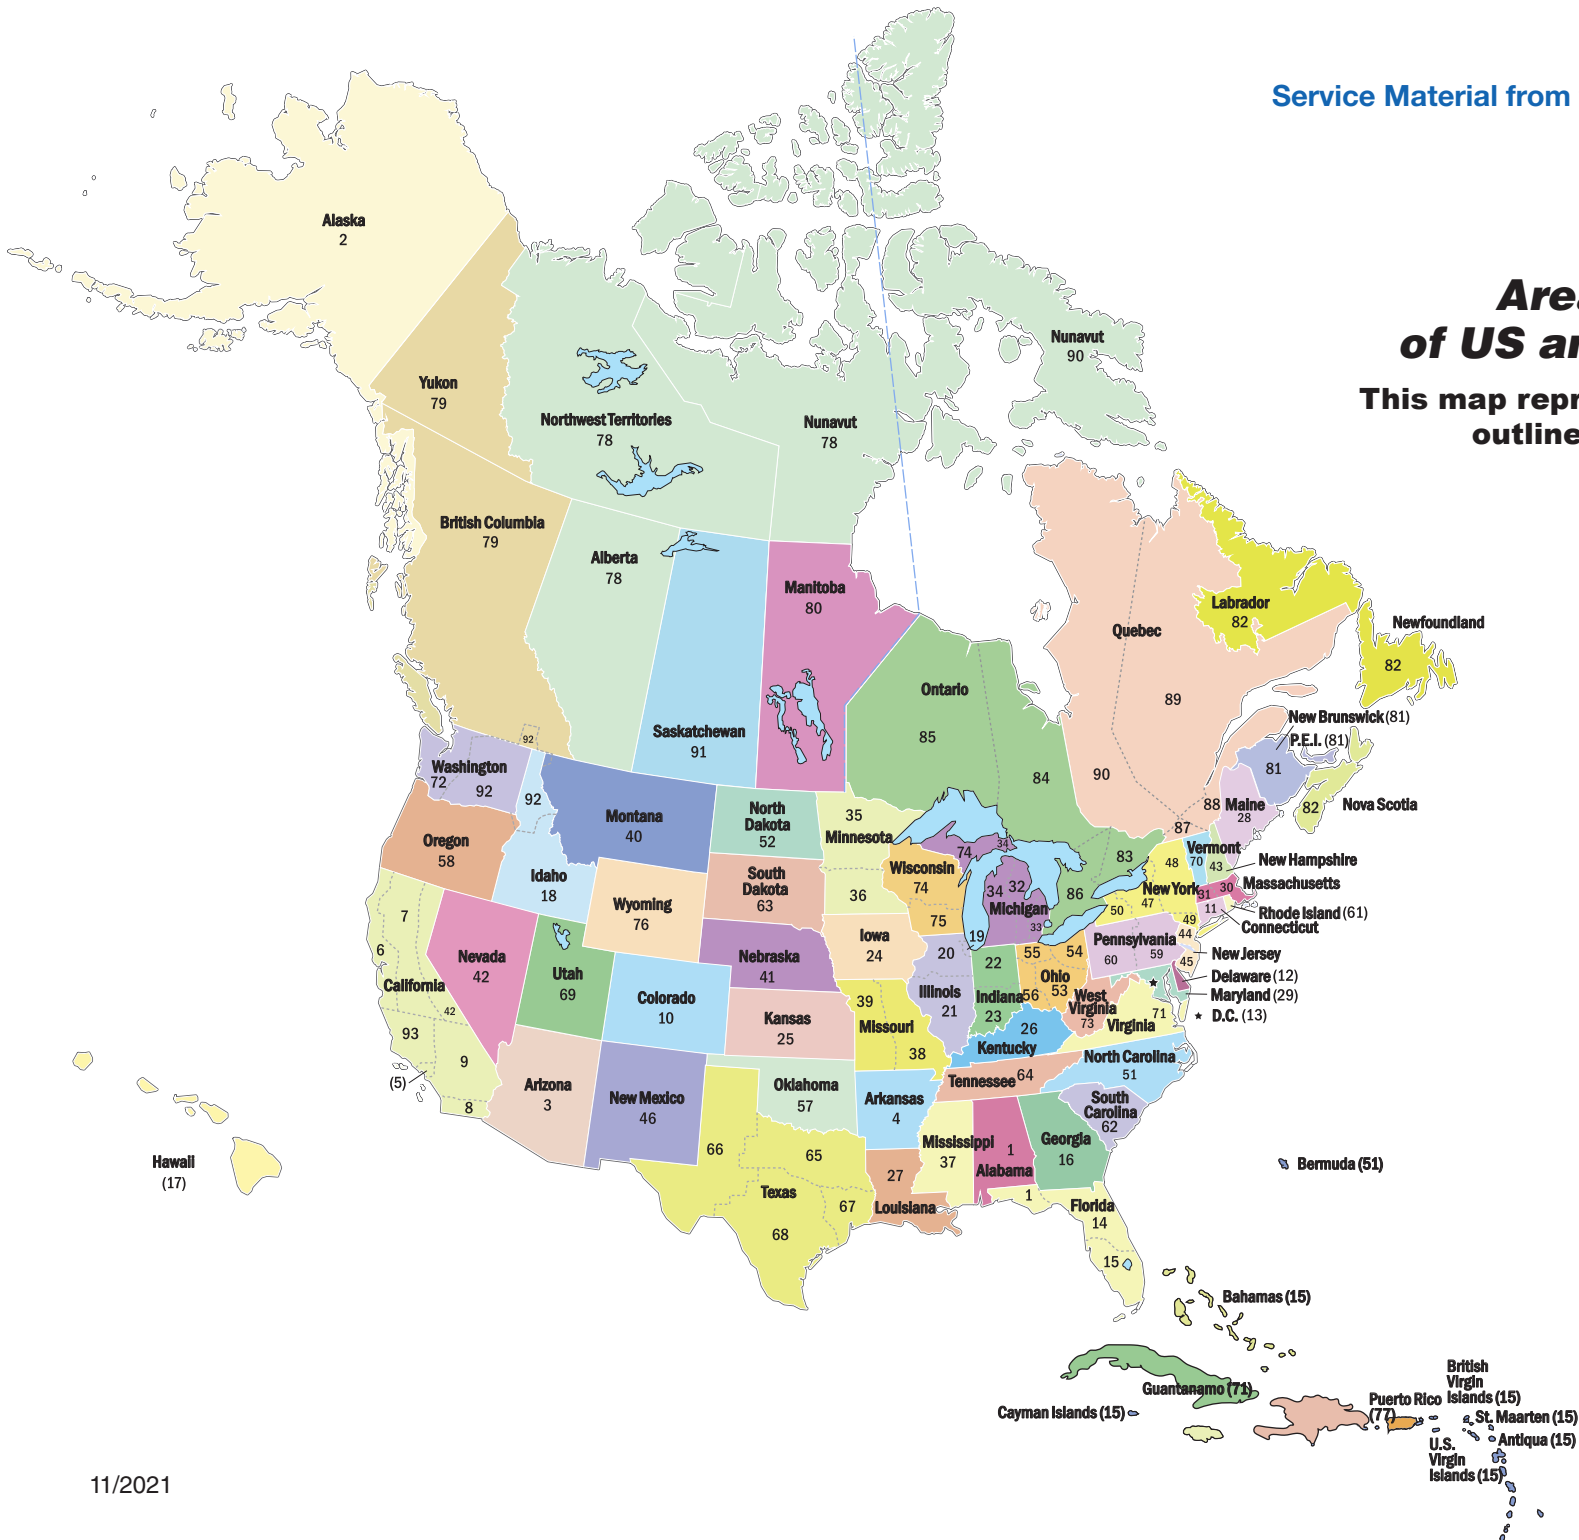 Service Material from
Area
of US an
This map repr
outline
Alaska
2
Yukon
79
Northwest Territories
78
Nunavut
78
Nunavut
90
British Columbia
79
Alberta
78
Saskatchewan
91
Manitoba
80
Ontario
85
84
83
86
Quebec
89
90
88
87
Labrador
82
Newfoundland
82
New Brunswick (81)
P.E.I. (81)
81
82
Nova Scotia
92
Washington
72
92
92
Oregon
58
Idaho
18
Montana
40
Wyoming
76
North
Dakota
52
South
Dakota
63
35
Minnesota
36
Wisconsin
74
75
74
34
34
32
Michigan
33
19
Maine
28
Vermont
70
43
New Hampshire
31
30
Massachusetts
11
Rhode Island (61)
Connecticut
48
New York
47
50
49
44
45
New Jersey
Pennsylvania
60
59
Delaware (12)
Maryland (29)
★ D.C. (13)
★
7
6
California
42
93
9
(5)
8
Nevada
42
Utah
69
Colorado
10
Nebraska
41
Kansas
25
Iowa
24
39
Missouri
38
20
Illinois
21
22
Indiana
23
55
54
Ohio
53
56
West
Virginia
73
Virginia
71
26
Kentucky
Tennessee 64
North Carolina
51
South
Carolina
62
Arizona
3
New Mexico
46
Oklahoma
57
Arkansas
4
Mississippi
37
1
Alabama
Georgia
16
1
Florida
14
15
66
65
Texas
67
68
27
Louisiana
Hawaii
(17)
Bermuda (51)
Bahamas (15)
Guantanamo (71)
Cayman Islands (15)
Puerto Rico
(77)
British
Virgin
Islands (15)
St. Maarten (15)
U.S.
Virgin
Islands (15)
Antiqua (15)
11/2021